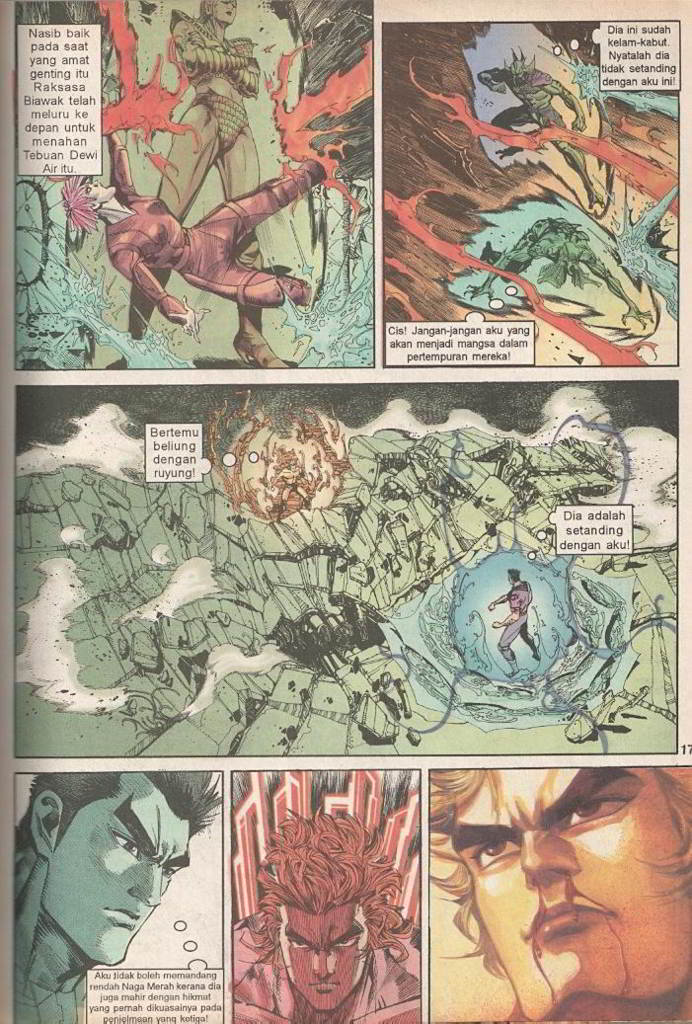 Nasib baik
pada saat
yang amat
genting itu
Raksasa
Biawak telah
meluru ke
depan untuk
menahan
Tebuan Dewi
Air itu.
Dia ini sudah
kelam-kabut.
Nyatalah dia
tidak setanding
dengan aku ini!
Cis! Jangan-jangan aku yang
akan menjadi mangsa dalam
pertempuran mereka!
Bertemu
beliung
dengan
ruyung!
Dia adalah
setanding
dengan aku!
17
Aku tidak boleh memandang
rendah Naga Merah kerana dia
juga mahir dengan hikmat
yang pernah dikuasainya pada
penjelmaan yang ketiga!